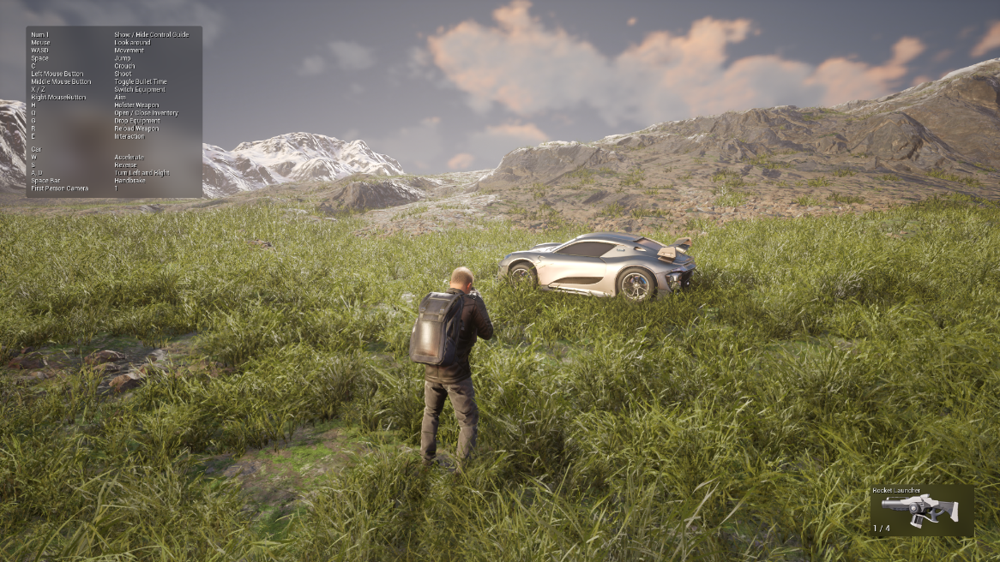 Num 1 Show / Hide Control Guide
Mouse Look around
WASD Movement
Space Jump
C Crouch
Left Mouse Button Shoot
Middle Mouse Button Toggle Bullet Time
X / Z Switch Equipment
Right MouseButton Aim
H Holster Weapon
Open / Close Inventory
G Drop Equipment
R Reload Weapon
E Interaction
Car
W Accelerate
S Reverse
A, D Turn Left and Right
Space Bar Handbrake
First Person Camera 1
Rocket Launcher
1 / 4